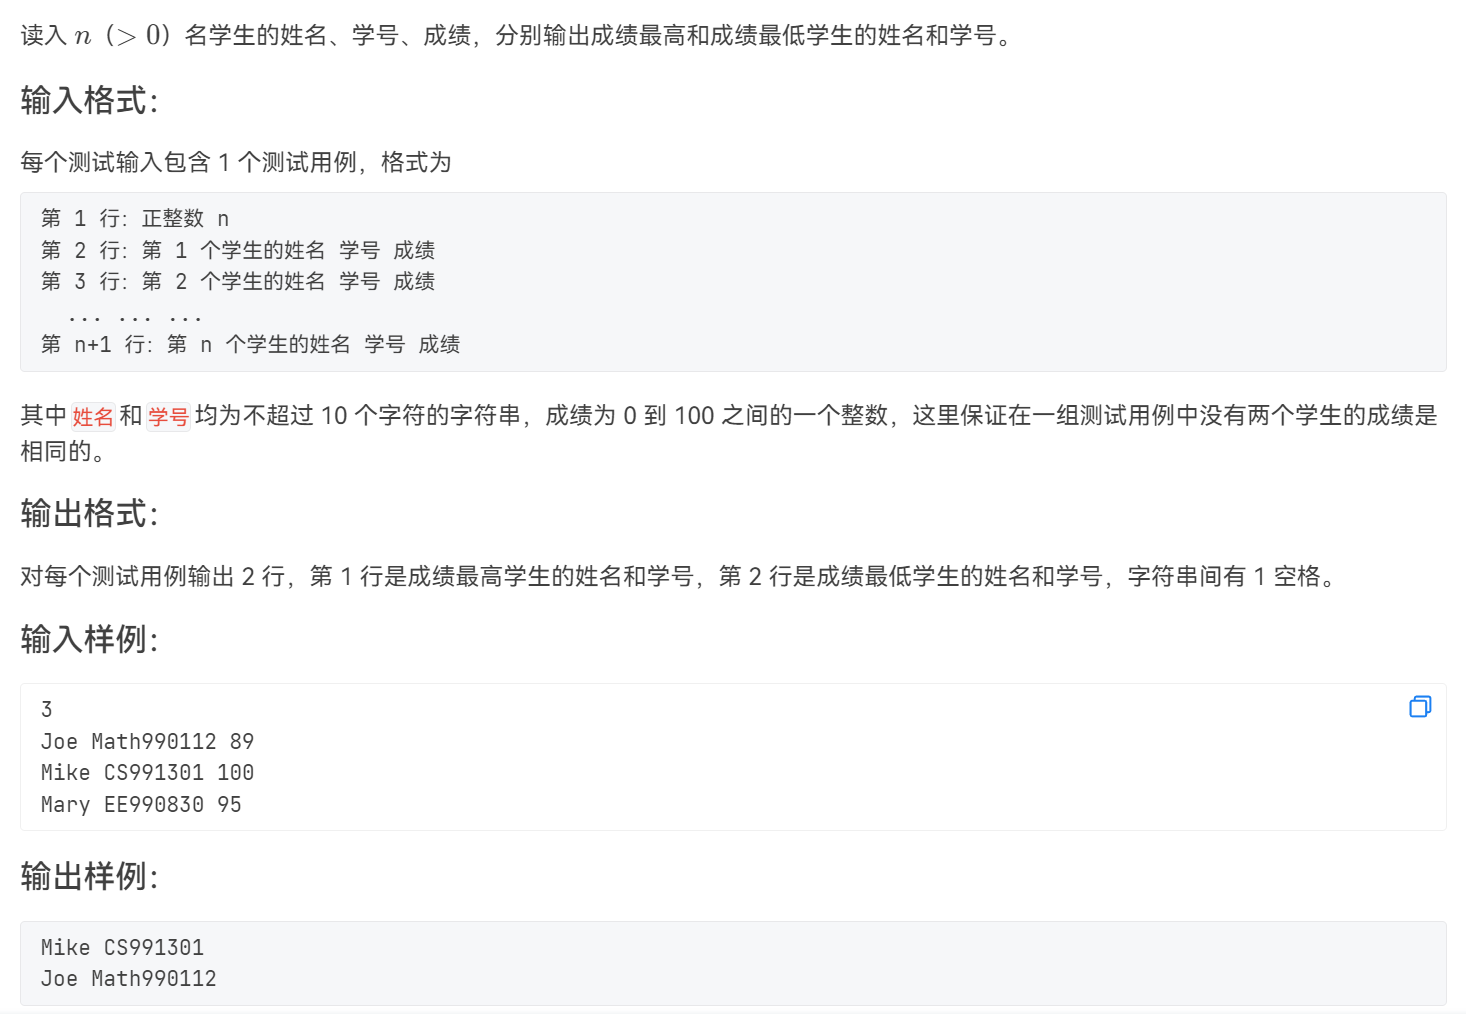 读入 n（> 0）名学生的姓名、学号、成绩，分别输出成绩最高和成绩最低学生的姓名和学号。
输入格式：
每个测试输入包含 1 个测试用例，格式为
第 1 行：正整数 n
第 2 行：第 1 个学生的姓名 学号 成绩
第 3 行：第 2 个学生的姓名 学号 成绩
... ... ...
第 n+1 行：第 n 个学生的姓名 学号 成绩
其中姓名和学号均为不超过 10 个字符的字符串，成绩为 0 到 100 之间的一个整数，这里保证在一组测试用例中没有两个学生的成绩是
相同的。
输出格式：
对每个测试用例输出 2 行，第 1 行是成绩最高学生的姓名和学号，第 2 行是成绩最低学生的姓名和学号，字符串间有 1 空格。
输入样例：
3
Joe Math990112 89
Mike CS991301 100
Mary EE990830 95
输出样例：
Mike CS991301
Joe Math990112